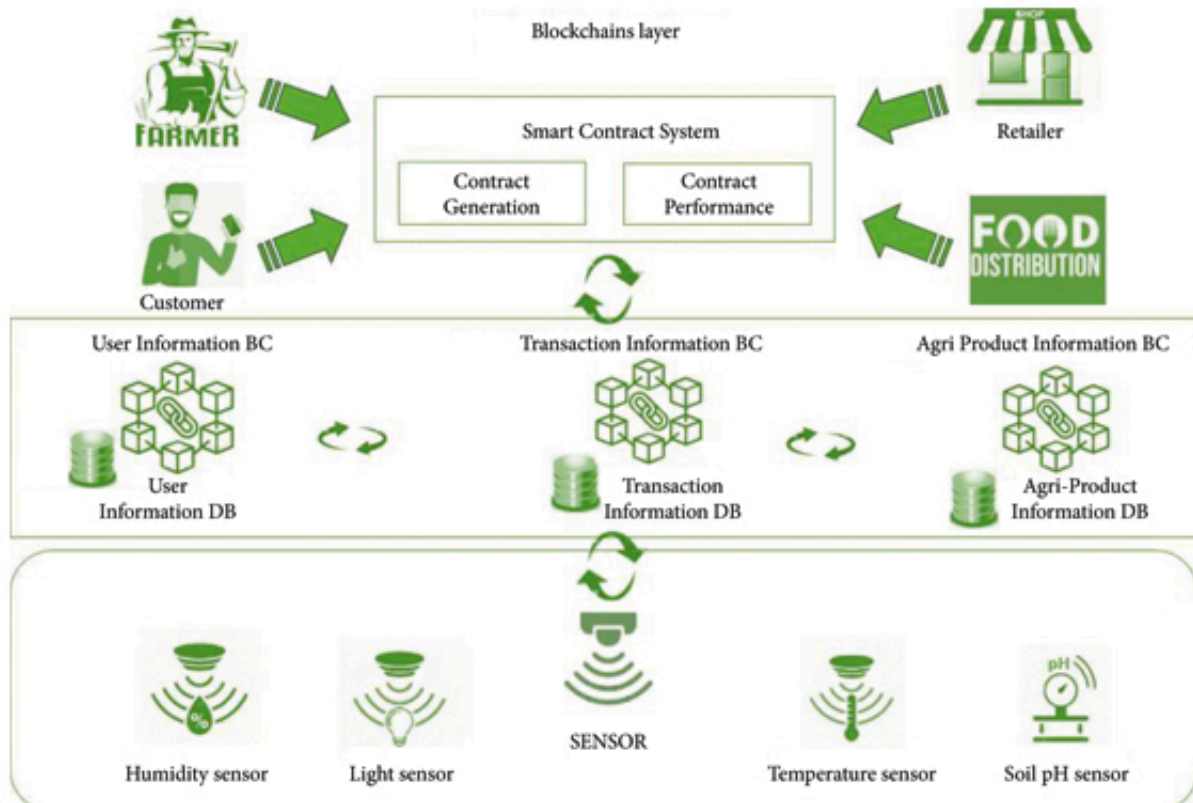 Blockchains layer
FARMER
SHOP
Retailer
Smart Contract System
Contract
Generation
Contract
Performance
Customer
FOOD
DISTRIBUTION
User Information BC
Transaction Information BC
Agri Product Information BC
User
Information DB
Transaction
Information DB
Agri-Product
Information DB
%
pH
SENSOR
Humidity sensor
Light sensor
Temperature sensor
Soil pH sensor